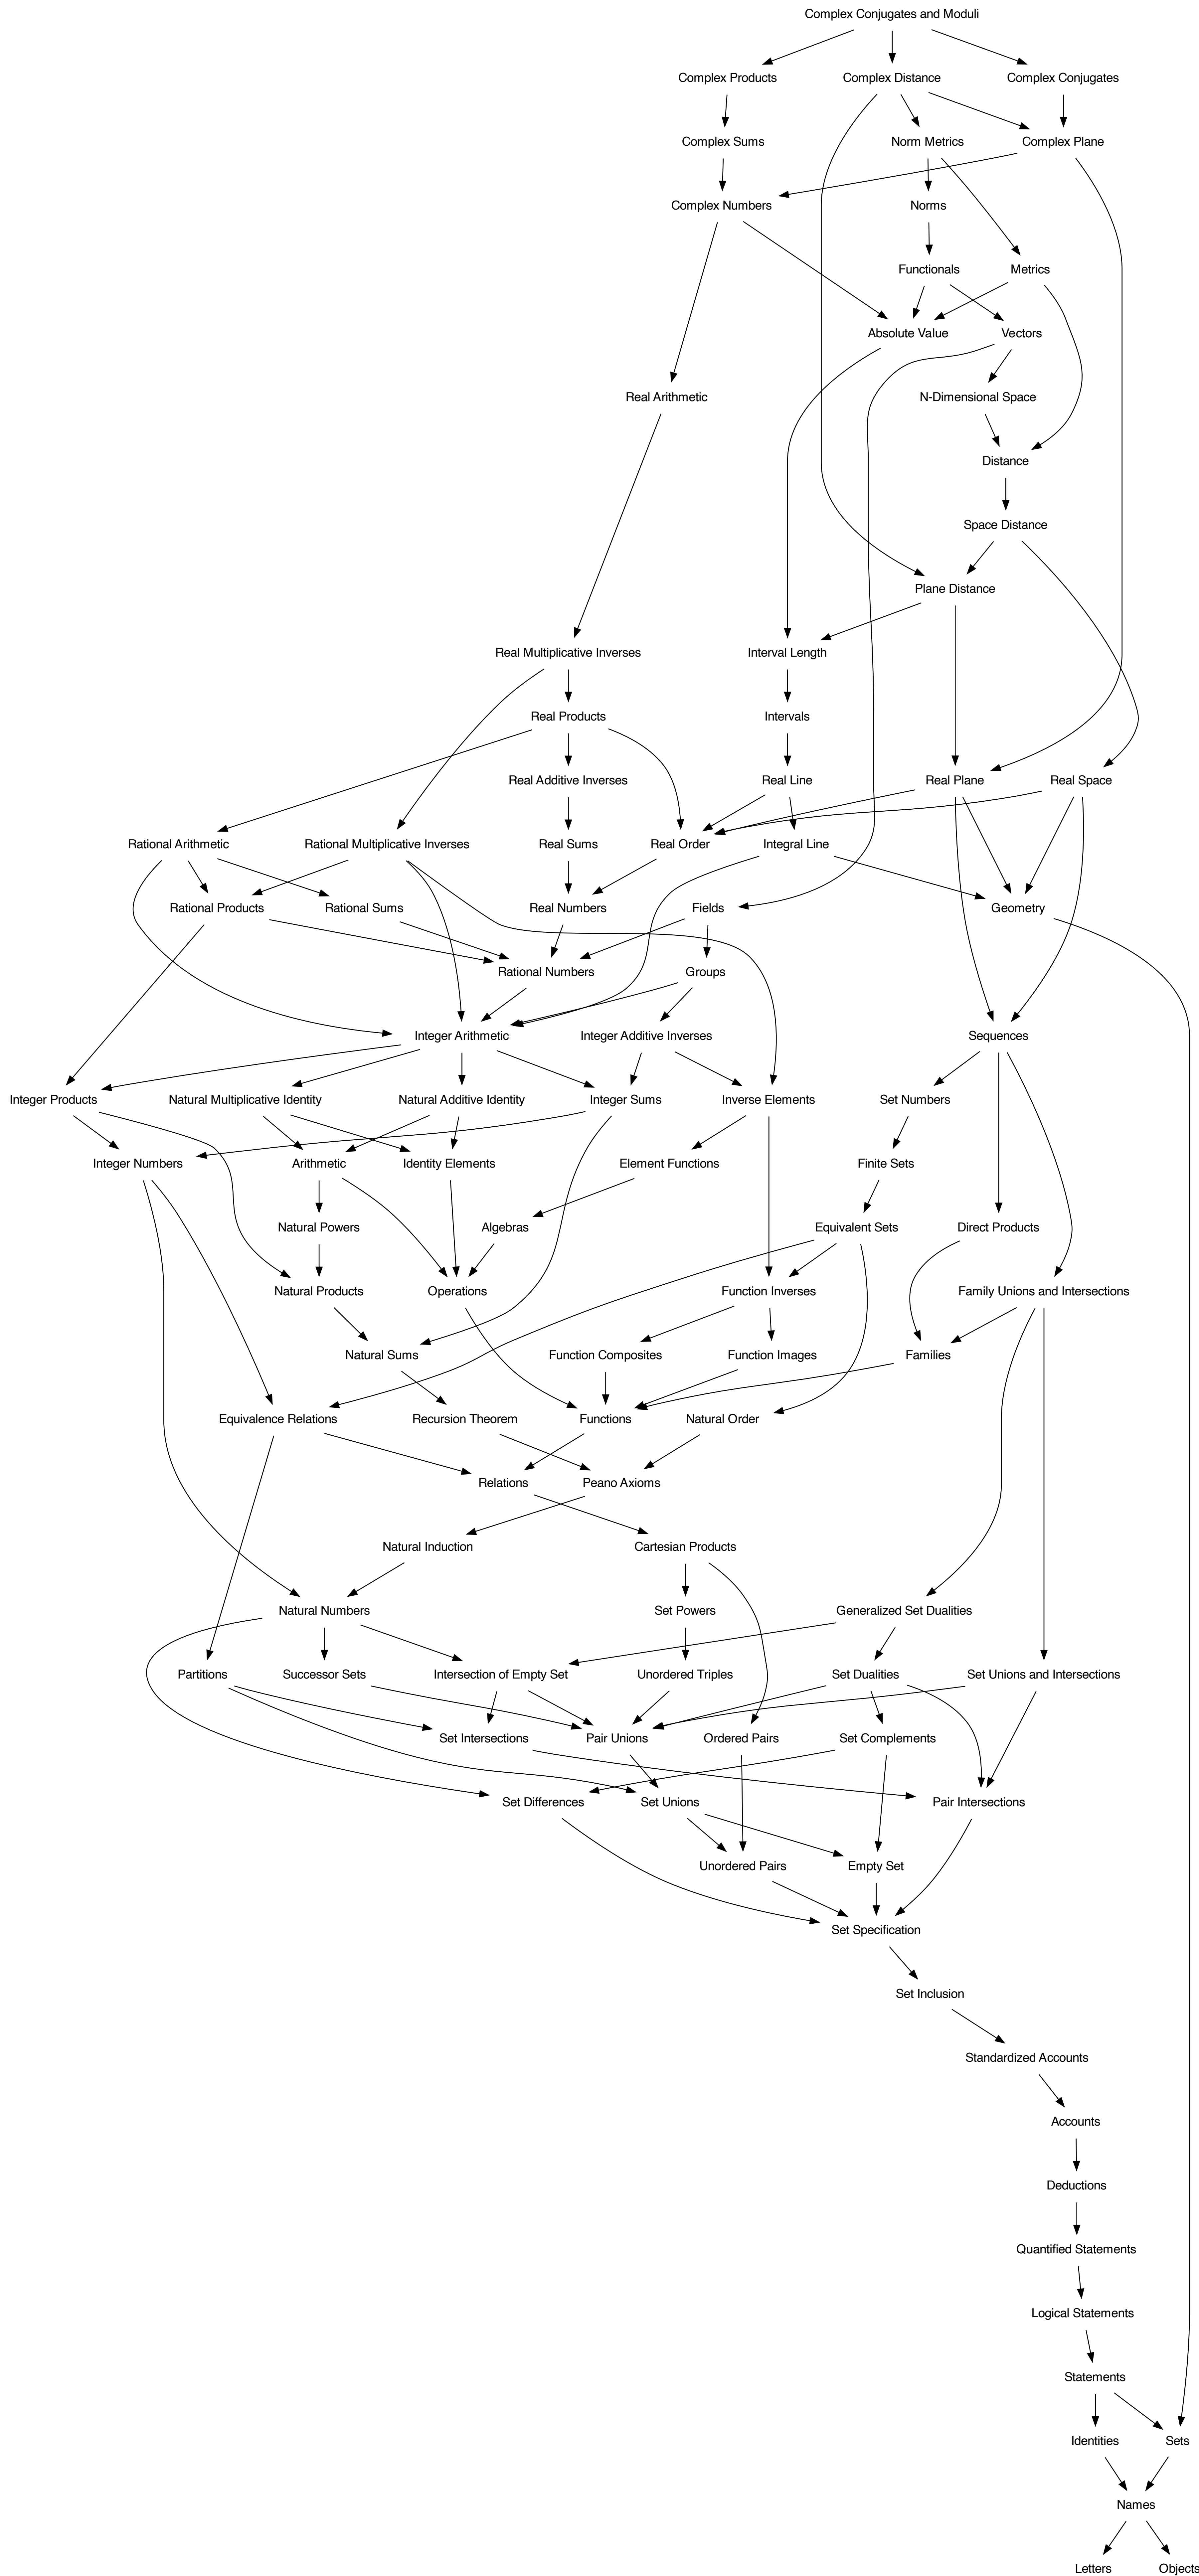 Complex Conjugates and Moduli
Complex Products
Complex Distance
Complex Conjugates
Complex Sums
Norm Metrics
Complex Plane
Complex Numbers
Norms
Functionals
Metrics
Absolute Value
Vectors
Real Arithmetic
N-Dimensional Space
Distance
Space Distance
Plane Distance
Real Multiplicative Inverses
Interval Length
Real Products
Intervals
Real Additive Inverses
Real Line
Real Plane
Real Space
Rational Arithmetic
Rational Multiplicative Inverses
Real Sums
Real Order
Integral Line
Rational Products
Rational Sums
Real Numbers
Fields
Geometry
Rational Numbers
Groups
Integer Arithmetic
Integer Additive Inverses
Sequences
Integer Products
Natural Multiplicative Identity
Natural Additive Identity
Integer Sums
Inverse Elements
Set Numbers
Integer Numbers
Arithmetic
Identity Elements
Element Functions
Finite Sets
Natural Powers
Algebras
Equivalent Sets
Direct Products
Natural Products
Operations
Function Inverses
Family Unions and Intersections
Natural Sums
Function Composites
Function Images
Families
Equivalence Relations
Recursion Theorem
Functions
Natural Order
Relations
Peano Axioms
Natural Induction
Cartesian Products
Natural Numbers
Set Powers
Generalized Set Dualities
Partitions
Successor Sets
Intersection of Empty Set
Unordered Triples
Set Dualities
Set Unions and Intersections
Set Intersections
Pair Unions
Ordered Pairs
Set Complements
Set Differences
Set Unions
Pair Intersections
Unordered Pairs
Empty Set
Set Specification
Set Inclusion
Standardized Accounts
Accounts
Deductions
Quantified Statements
Logical Statements
Statements
Identities
Sets
Names
Letters
Objects